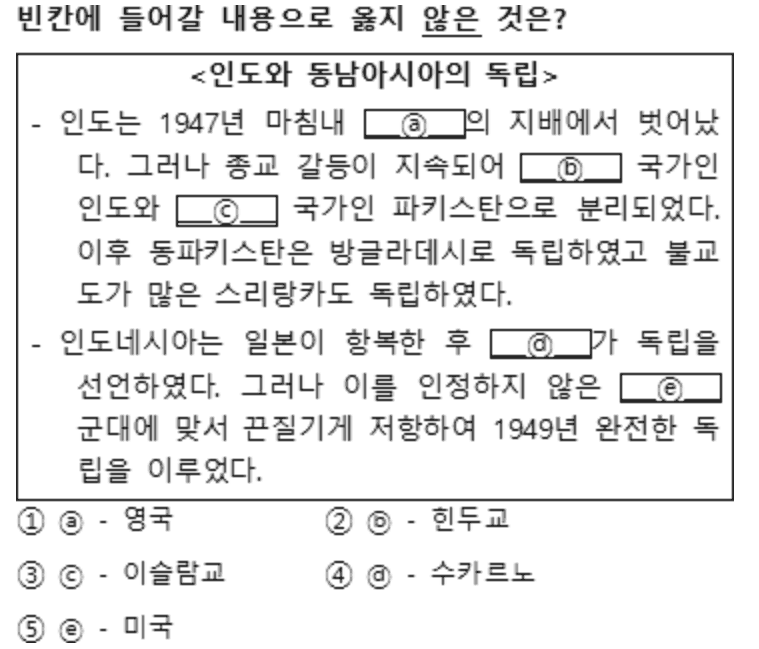 빈칸에 들어갈 내용으로 옳지 않은 것은?
<인도와 동남아시아의 독립>
- 인도는 1947년 마침내 ⓐ의 지배에서 벗어났
다. 그러나 종교 갈등이 지속되어 ⓑ 국가인
인도와 ⓒ 국가인 파키스탄으로 분리되었다.
이후 동파키스탄은 방글라데시로 독립하였고 불교
도가 많은 스리랑카도 독립하였다.
- 인도네시아는 일본이 항복한 후 ⓓ가 독립을
선언하였다. 그러나 이를 인정하지 않은 ⓔ
군대에 맞서 끈질기게 저항하여 1949년 완전한 독
립을 이루었다.
① ⓐ - 영국 ② ⓑ - 힌두교
③ ⓒ - 이슬람교 ④ ⓓ - 수카르노
⑤ ⓔ - 미국